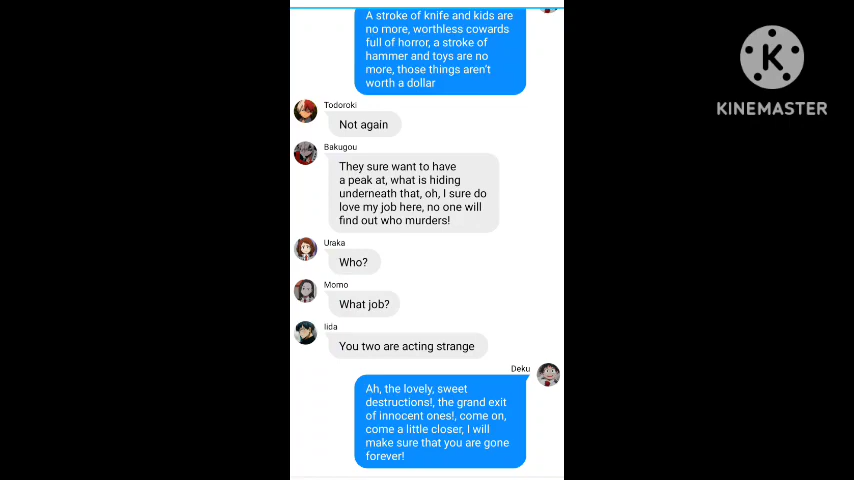 A stroke of knife and kids are
no more, worthless cowards
full of horror, a stroke of
hammer and toys are no
more, those things aren't
worth a dollar
Todoroki
Not again
Bakugou
They sure want to have
a peak at, what is hiding
underneath that, oh, I sure do
love my job here, no one will
find out who murders!
Uraka
Who?
Momo
What job?
Iida
You two are acting strange
Deku
Ah, the lovely, sweet
destructions!, the grand exit
of innocent ones!, come on,
come a little closer, I will
make sure that you are gone
forever!
K
KINEMASTER